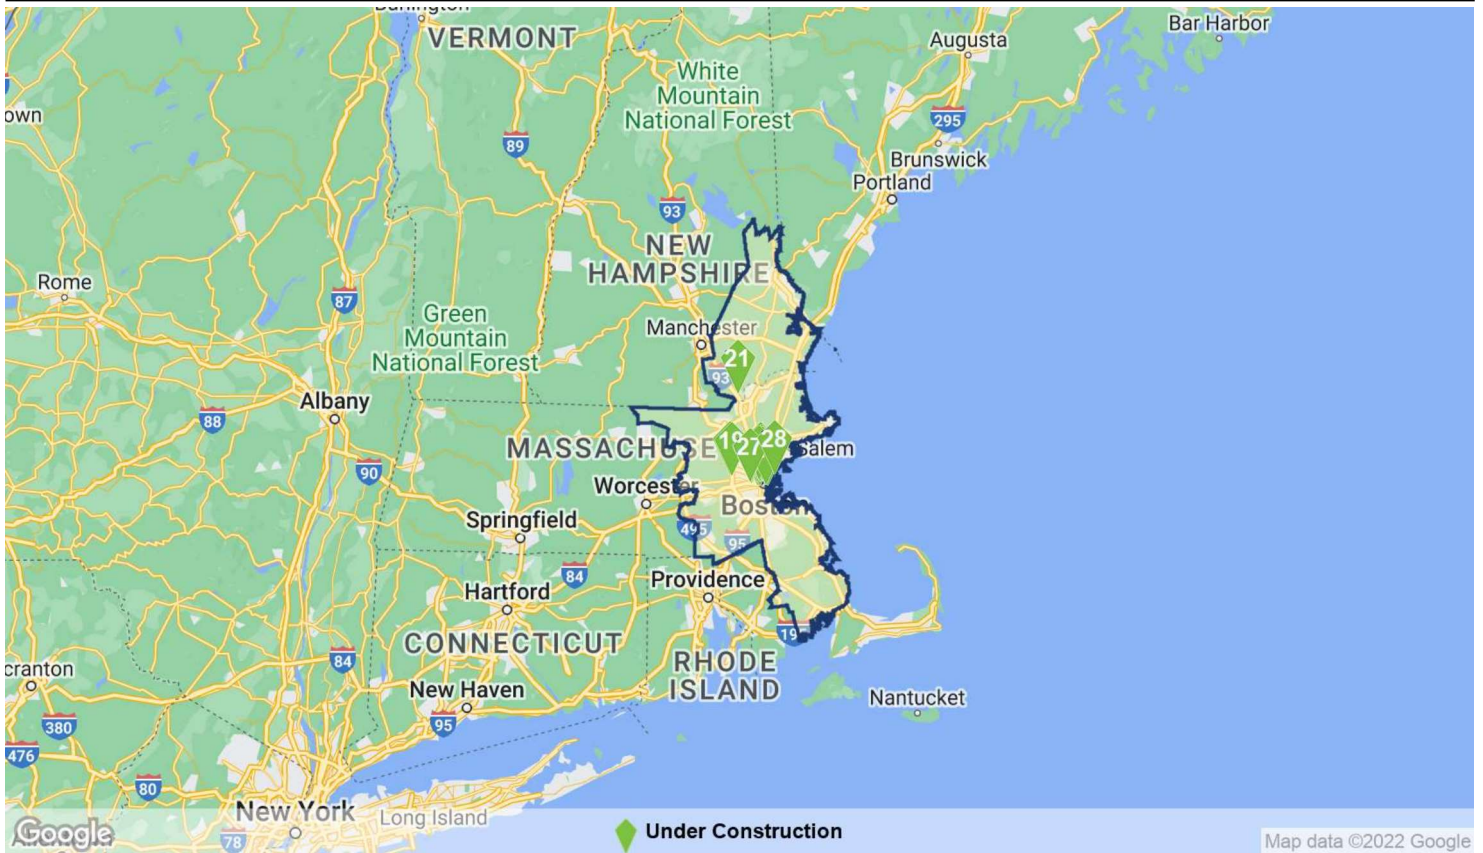 Burlington
VERMONT
Bar Harbor
Augusta
White
Mountain
National Forest
own
89
295
Brunswick
Portland
93
NEW
HAMPSHIRE
Rome
87
Green
Mountain
National Forest
Manchester
21
93
Albany
88
MASSACHUSE
19
27
28
Salem
90
Worcester
Boston
Springfield
495
95
84
Providence
Hartford
195
CONNECTICUT
RHODE
ISLAND
84
cranton
New Haven
Nantucket
95
380
476
80
New York
Long Island
78
Google
Under Construction
Map data ©2022 Google